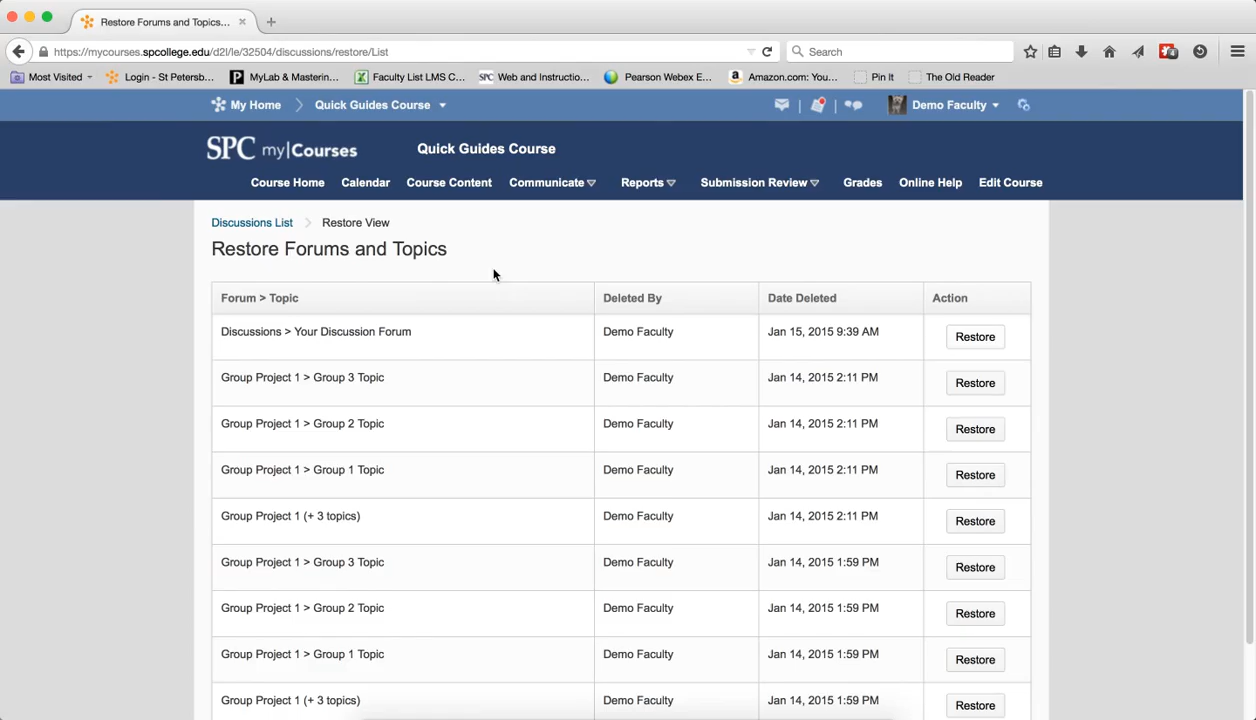 Restore Forums and Topics...
https://mycourses.spcollege.edu/d2l/le/32504/discussions/restore/List
Search
Most Visited
Login - St Petersb...
MyLab & Mastering...
Faculty List LMS C...
SPC Web and Instructio...
Pearson Webex E...
Amazon.com: You...
Pin It
The Old Reader
My Home
Quick Guides Course
Demo Faculty
SPC my|Courses
Quick Guides Course
Course Home
Calendar
Course Content
Communicate
Reports
Submission Review
Grades
Online Help
Edit Course
Discussions List
Restore View
Restore Forums and Topics
Forum > Topic Deleted By Date Deleted Action
Discussions > Your Discussion Forum Demo Faculty Jan 15, 2015 9:39 AM Restore
Group Project 1 > Group 3 Topic Demo Faculty Jan 14, 2015 2:11 PM Restore
Group Project 1 > Group 2 Topic Demo Faculty Jan 14, 2015 2:11 PM Restore
Group Project 1 > Group 1 Topic Demo Faculty Jan 14, 2015 2:11 PM Restore
Group Project 1 (+ 3 topics) Demo Faculty Jan 14, 2015 2:11 PM Restore
Group Project 1 > Group 3 Topic Demo Faculty Jan 14, 2015 1:59 PM Restore
Group Project 1 > Group 2 Topic Demo Faculty Jan 14, 2015 1:59 PM Restore
Group Project 1 > Group 1 Topic Demo Faculty Jan 14, 2015 1:59 PM Restore
Group Project 1 (+ 3 topics) Demo Faculty Jan 14, 2015 1:59 PM Restore